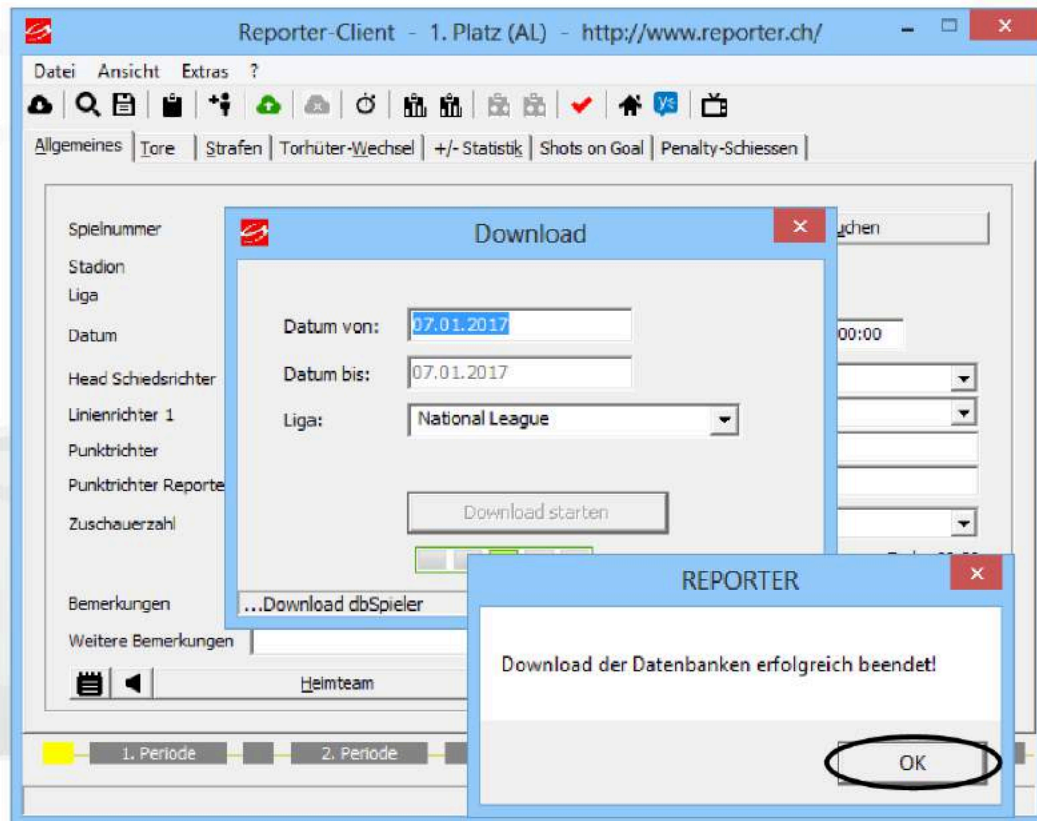 Reporter-Client - 1. Platz (AL) - http://www.reporter.ch/
Datei Ansicht Extras ?
Allgemeines Tore Strafen Torhüter-Wechsel +/- Statistik Shots on Goal Penalty-Schiessen
Spielnummer
Stadion
Liga
Datum
Head Schiedsrichter
Linienrichter 1
Punktrichter
Punktrichter Reporte
Zuschauerzahl
Bemerkungen
Weitere Bemerkungen
Heimteam
1. Periode
2. Periode
uchen
00:00
Download
Datum von: 07.01.2017
Datum bis: 07.01.2017
Liga: National League
Download starten
...Download dbSpieler
REPORTER
Download der Datenbanken erfolgreich beendet!
OK